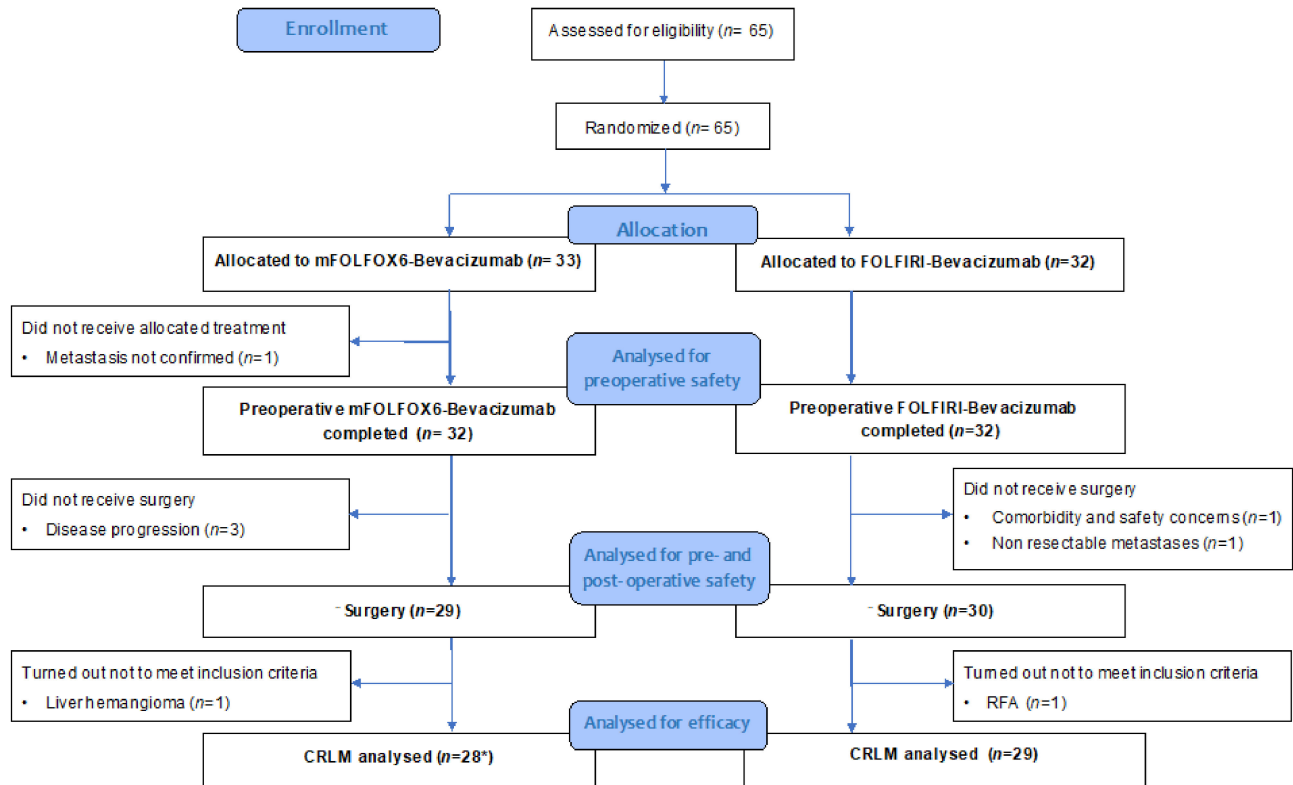 Enrollment
Assessed for eligibility (n= 65)
Randomized (n= 65)
Allocation
Allocated to mFOLFOX6-Bevacizumab (n= 33)
Allocated to FOLFIRI-Bevacizumab (n=32)
Did not receive allocated treatment
• Metastasis not confirmed (n=1)
Analysed for
preoperative safety
Preoperative mFOLFOX6-Bevacizumab
completed (n= 32)
Preoperative FOLFIRI-Bevacizumab
completed (n=32)
Did not receive surgery
• Disease progression (n=3)
Did not receive surgery
• Comorbidity and safety concerns (n=1)
• Non resectable metastases (n=1)
Analysed for pre- and
post-operative safety
¯ Surgery (n=29)
¯ Surgery (n=30)
Turned out not to meet inclusion criteria
• Liver hemangioma (n=1)
Turned out not to meet inclusion criteria
• RFA (n=1)
Analysed for efficacy
CRLM analysed (n=28*)
CRLM analysed (n=29)